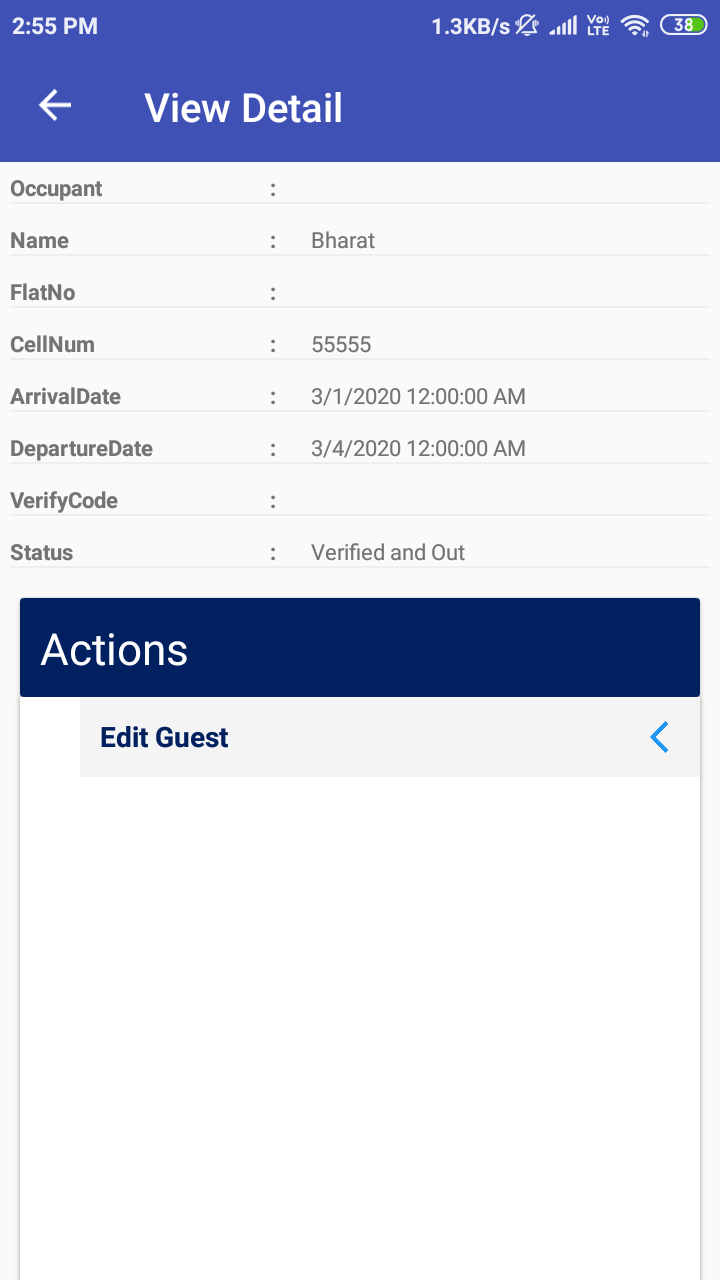 2:55 PM 1.3KB/s VoLTE 38
View Detail
Occupant :
Name : Bharat
FlatNo :
CellNum : 55555
ArrivalDate : 3/1/2020 12:00:00 AM
DepartureDate : 3/4/2020 12:00:00 AM
VerifyCode :
Status : Verified and Out
Actions
Edit Guest